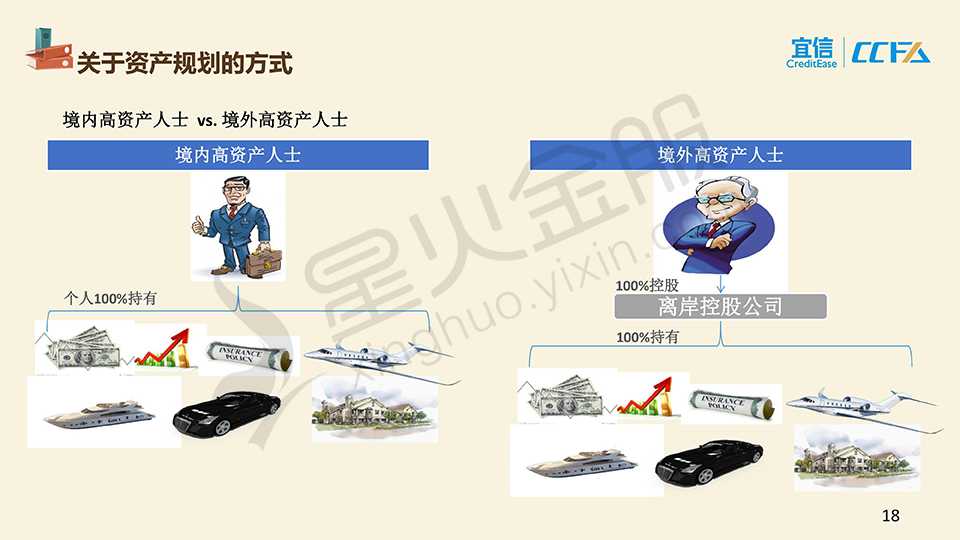 关于资产规划的方式
宜信
CreditEase
CCFA
境内高资产人士 vs. 境外高资产人士
境内高资产人士
境外高资产人士
个人100%持有
100%控股
离岸控股公司
100%持有
INSURANCE
POLICY
INSURANCE
POLICY
星火金服
xinghuo.yixin.c
18